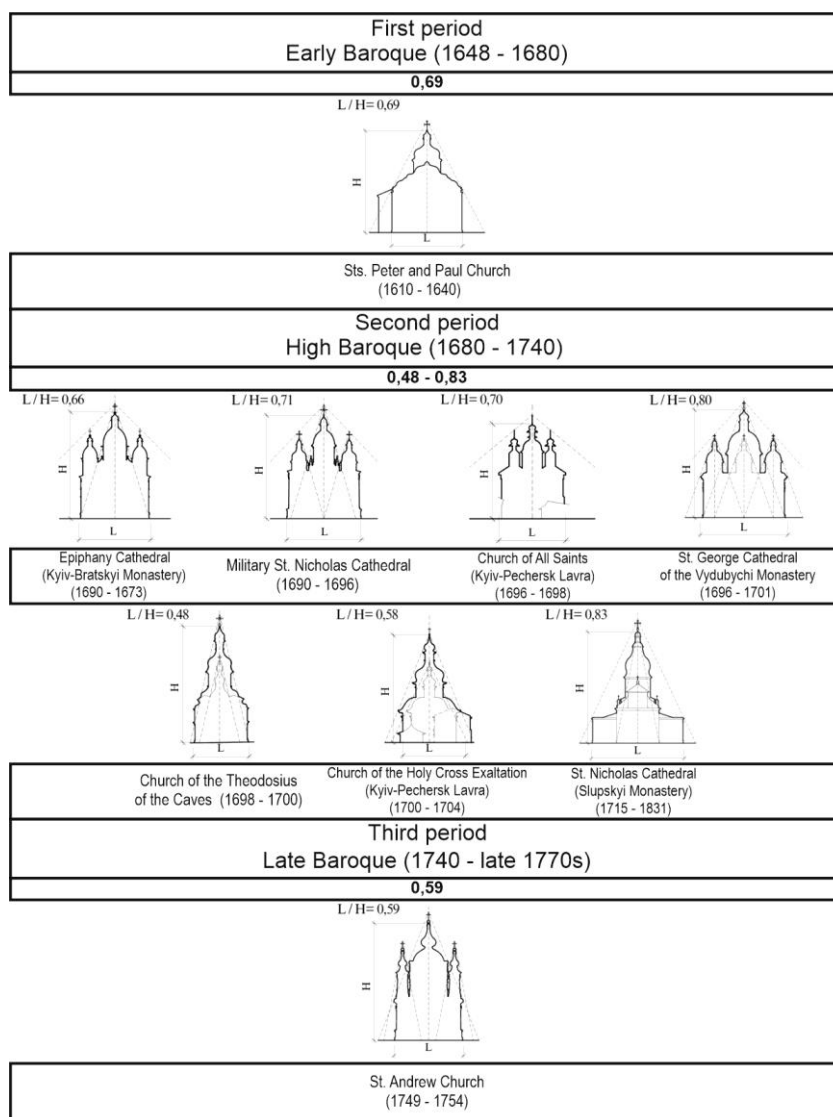 First period
Early Baroque (1648 - 1680)
0,69
L / H= 0,69
H
L
Sts. Peter and Paul Church
(1610 - 1640)
Second period
High Baroque (1680 - 1740)
0,48 - 0,83
L / H= 0,66
H
L
L / H= 0,71
H
L
L / H= 0,70
H
L
L / H= 0,80
H
L
Epiphany Cathedral
(Kyiv-Bratskyi Monastery)
(1690 - 1673)
Military St. Nicholas Cathedral
(1690 - 1696)
Church of All Saints
(Kyiv-Pechersk Lavra)
(1696 - 1698)
St. George Cathedral
of the Vydubychi Monastery
(1696 - 1701)
L / H= 0,48
H
L
L / H= 0,58
H
L
L / H= 0,83
H
L
Church of the Theodosius
of the Caves (1698 - 1700)
Church of the Holy Cross Exaltation
(Kyiv-Pechersk Lavra)
(1700 - 1704)
St. Nicholas Cathedral
(Slupskyi Monastery)
(1715 - 1831)
Third period
Late Baroque (1740 - late 1770s)
0,59
L / H= 0,59
H
L
St. Andrew Church
(1749 - 1754)